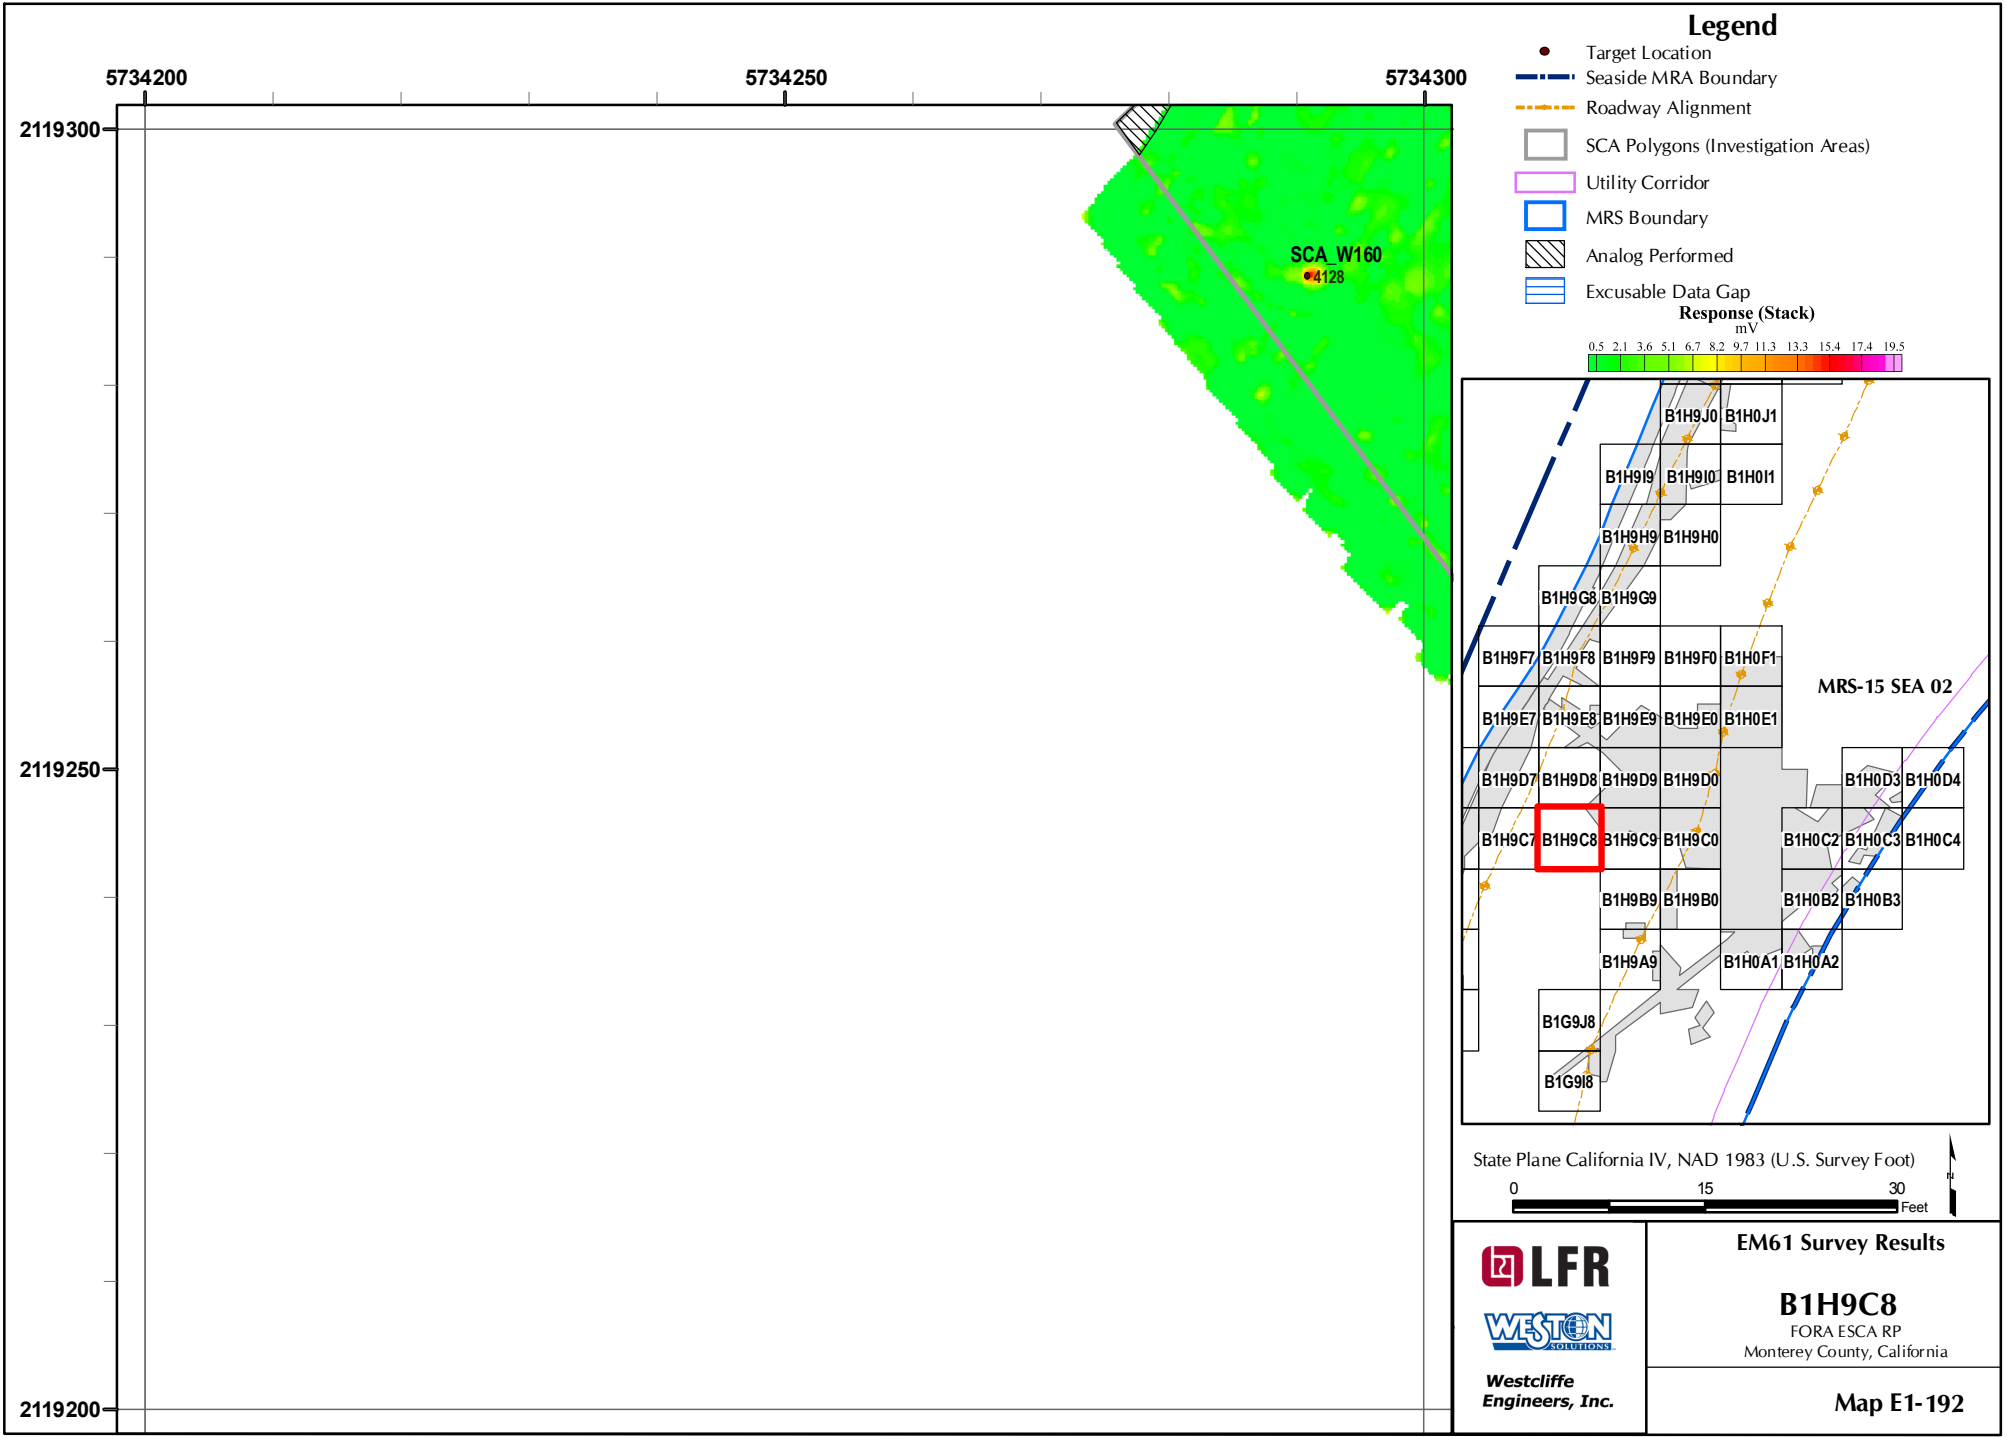 Legend
Target Location
Seaside MRA Boundary
Roadway Alignment
SCA Polygons (Investigation Areas)
Utility Corridor
MRS Boundary
Analog Performed
Excusable Data Gap
Response (Stack)
mV
0.5 2.1 3.6 5.1 6.7 8.2 9.7 11.3 13.3 15.4 17.4 19.5
5734200 5734250 5734300
2119300
SCA_W160
4128
2119250
2119200
B1H9J0 B1H0J1
B1H9I9 B1H9I0 B1H0I1
B1H9H9 B1H9H0
B1H9G8 B1H9G9
B1H9F7 B1H9F8 B1H9F9 B1H9F0 B1H0F1
MRS-15 SEA 02
B1H9E7 B1H9E8 B1H9E9 B1H9E0 B1H0E1
B1H9D7 B1H9D8 B1H9D9 B1H9D0 B1H0D3 B1H0D4
B1H9C7 B1H9C8 B1H9C9 B1H9C0 B1H0C2 B1H0C3 B1H0C4
B1H9B9 B1H9B0 B1H0B2 B1H0B3
B1H9A9 B1H0A1 B1H0A2
B1G9J8
B1G9I8
State Plane California IV, NAD 1983 (U.S. Survey Foot)
N
0 15 30
Feet
LFR
WESTON
SOLUTIONS
Westcliffe
Engineers, Inc.
EM61 Survey Results
B1H9C8
FORA ESCA RP
Monterey County, California
Map E1-192